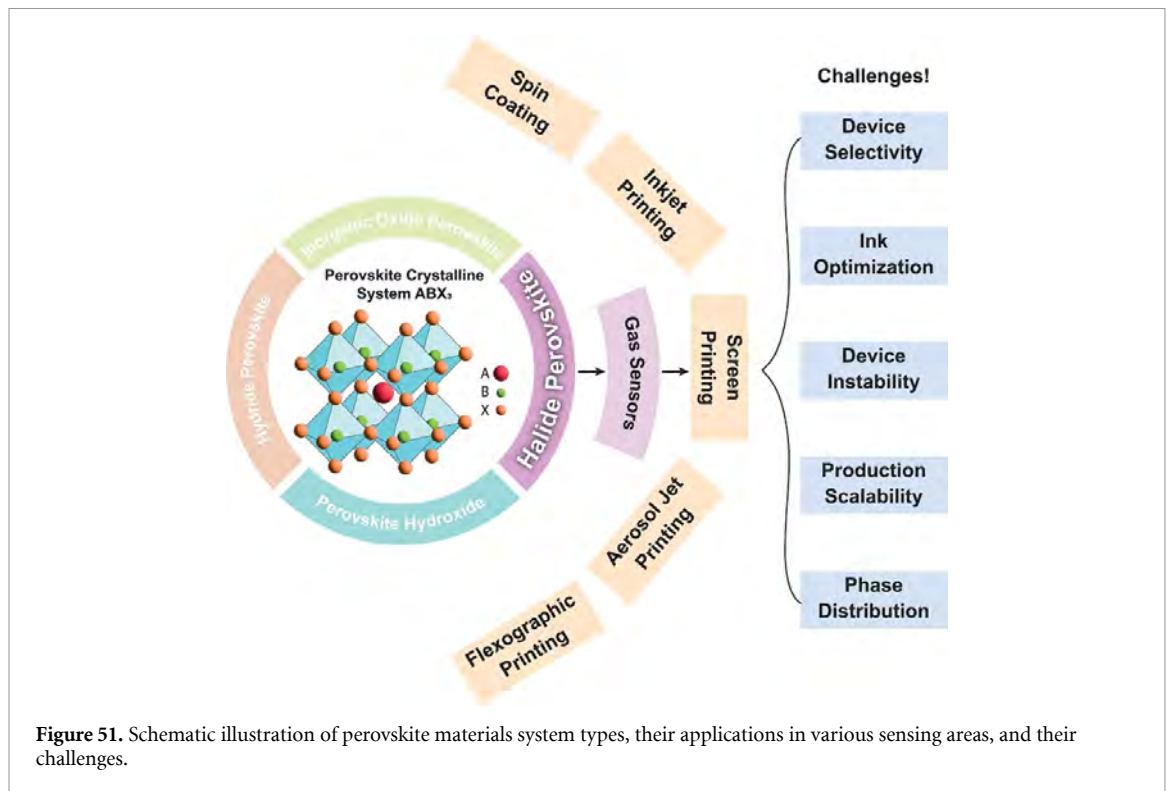 Spin
Coating
Inkjet
Printing
Challenges!
Device
Selectivity
Ink
Optimization
Device
Instability
Production
Scalability
Phase
Distribution
Inorganic Oxide Perovskite
Hydride Perovskite
Perovskite Crystalline
System ABX₃
A
B
X
Halide Perovskite
Perovskite Hydroxide
Gas Sensors
Screen
Printing
Aerosol Jet
Printing
Flexographic
Printing
Figure 51. Schematic illustration of perovskite materials system types, their applications in various sensing areas, and their
challenges.